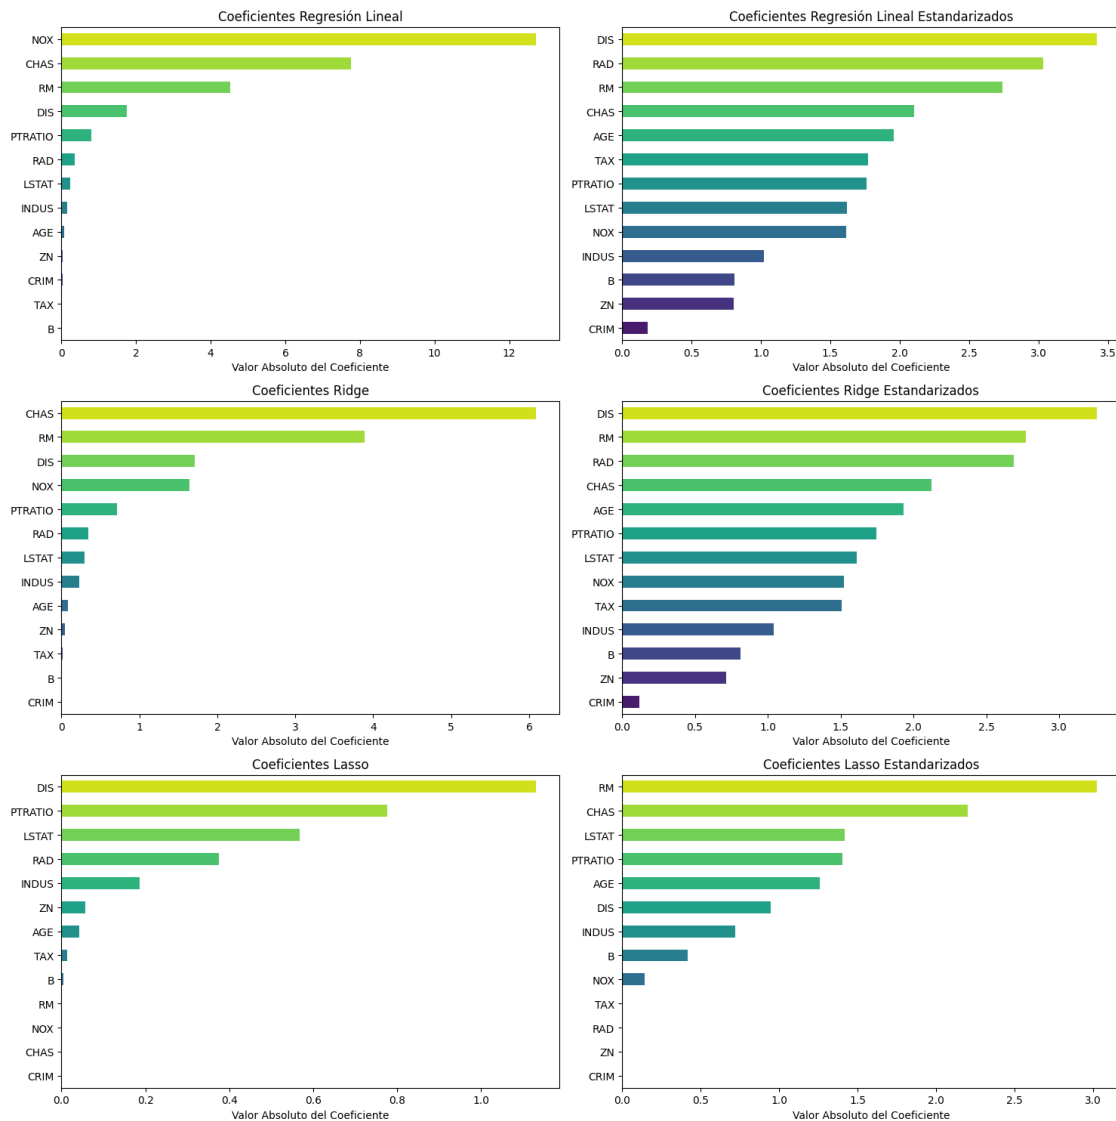 Coeficientes Regresión Lineal
NOX
CHAS
RM
DIS
PTRATIO
RAD
LSTAT
INDUS
AGE
ZN
CRIM
TAX
B
0 2 4 6 8 10 12
Valor Absoluto del Coeficiente
Coeficientes Regresión Lineal Estandarizados
DIS
RAD
RM
CHAS
AGE
TAX
PTRATIO
LSTAT
NOX
INDUS
B
ZN
CRIM
0.0 0.5 1.0 1.5 2.0 2.5 3.0 3.5
Valor Absoluto del Coeficiente
Coeficientes Ridge
CHAS
RM
DIS
NOX
PTRATIO
RAD
LSTAT
INDUS
AGE
ZN
TAX
B
CRIM
0 1 2 3 4 5 6
Valor Absoluto del Coeficiente
Coeficientes Ridge Estandarizados
DIS
RM
RAD
CHAS
AGE
PTRATIO
LSTAT
NOX
TAX
INDUS
B
ZN
CRIM
0.0 0.5 1.0 1.5 2.0 2.5 3.0
Valor Absoluto del Coeficiente
Coeficientes Lasso
DIS
PTRATIO
LSTAT
RAD
INDUS
ZN
AGE
TAX
B
RM
NOX
CHAS
CRIM
0.0 0.2 0.4 0.6 0.8 1.0
Valor Absoluto del Coeficiente
Coeficientes Lasso Estandarizados
RM
CHAS
LSTAT
PTRATIO
AGE
DIS
INDUS
B
NOX
TAX
RAD
ZN
CRIM
0.0 0.5 1.0 1.5 2.0 2.5 3.0
Valor Absoluto del Coeficiente